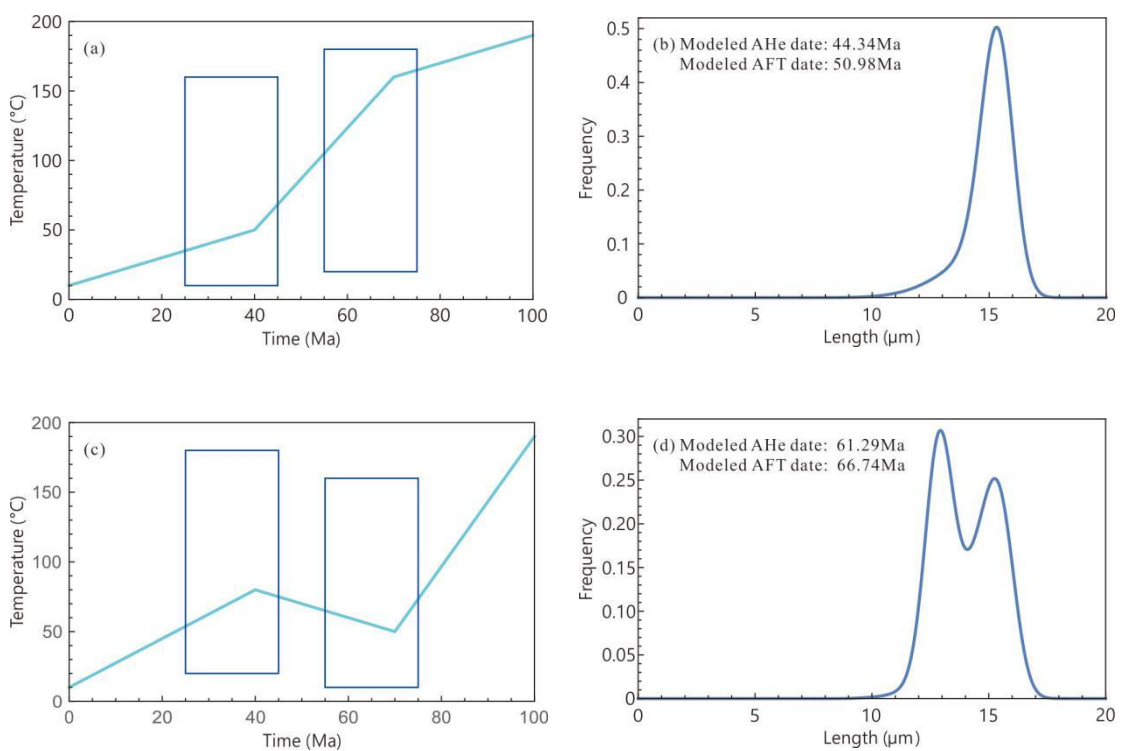 (a)
200
150
100
50
0
Temperature (°C)
0 20 40 60 80 100
Time (Ma)
(b) Modeled AHe date: 44.34Ma
Modeled AFT date: 50.98Ma
0.5
0.4
0.3
0.2
0.1
0
Frequency
0 5 10 15 20
Length (μm)
(c)
200
150
100
50
0
Temperature (°C)
0 20 40 60 80 100
Time (Ma)
(d) Modeled AHe date: 61.29Ma
Modeled AFT date: 66.74Ma
0.30
0.25
0.20
0.15
0.10
0.05
0
Frequency
0 5 10 15 20
Length (μm)